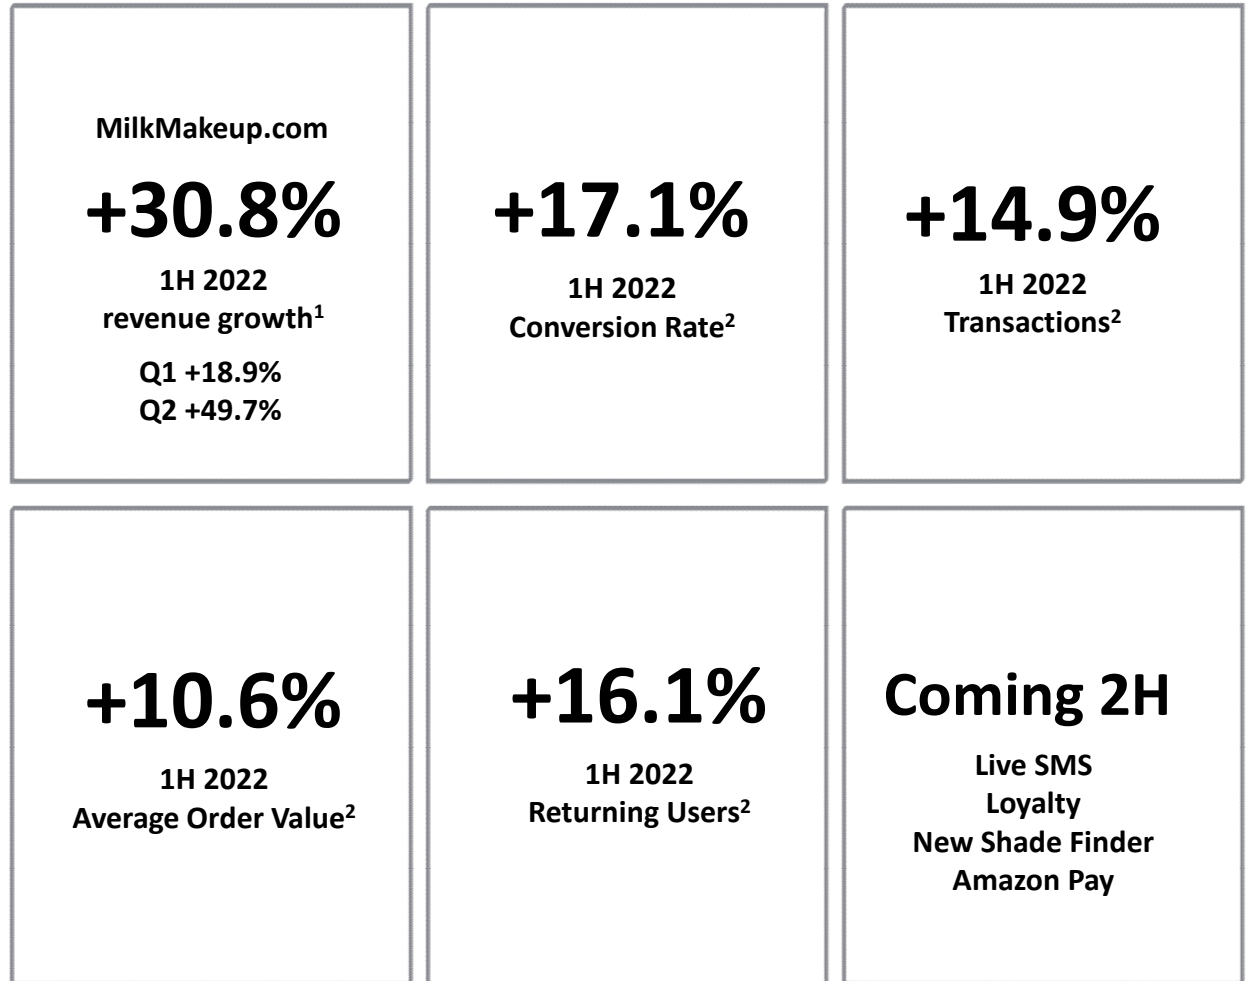 MilkMakeup.com
+30.8%
1H 2022
revenue growth¹
Q1 +18.9%
Q2 +49.7%
+17.1%
1H 2022
Conversion Rate²
+14.9%
1H 2022
Transactions²
+10.6%
1H 2022
Average Order Value²
+16.1%
1H 2022
Returning Users²
Coming 2H
Live SMS
Loyalty
New Shade Finder
Amazon Pay